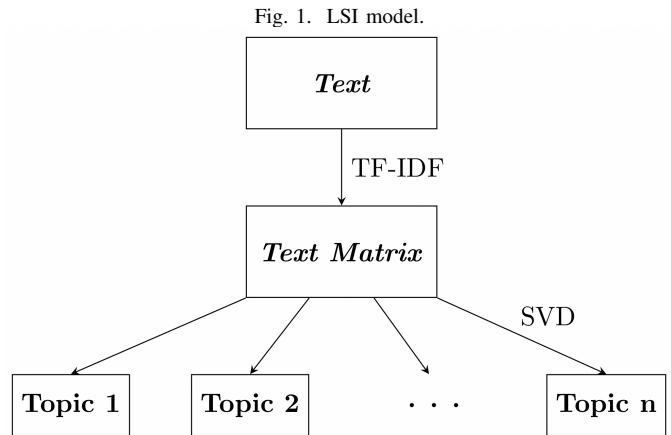 Fig. 1. LSI model.
Text
TF-IDF
Text Matrix
SVD
Topic 1
Topic 2
. . .
Topic n